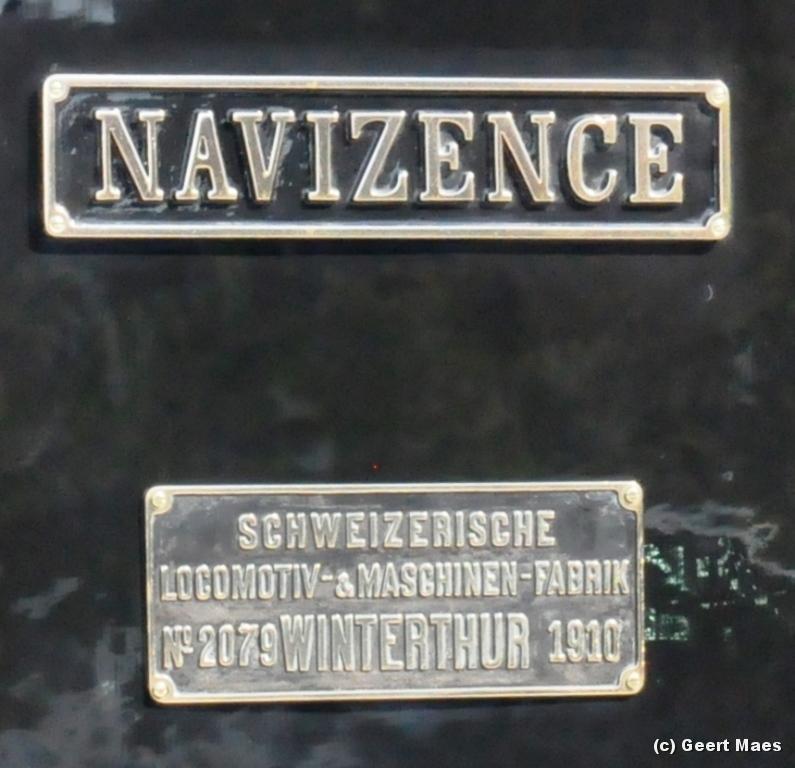 NAVIZENCE
SCHWEIZERISCHE
LOCOMOTIV-&MASCHINEN-FABRIK
No 2079 WINTERTHUR 1910
(c) Geert Maes